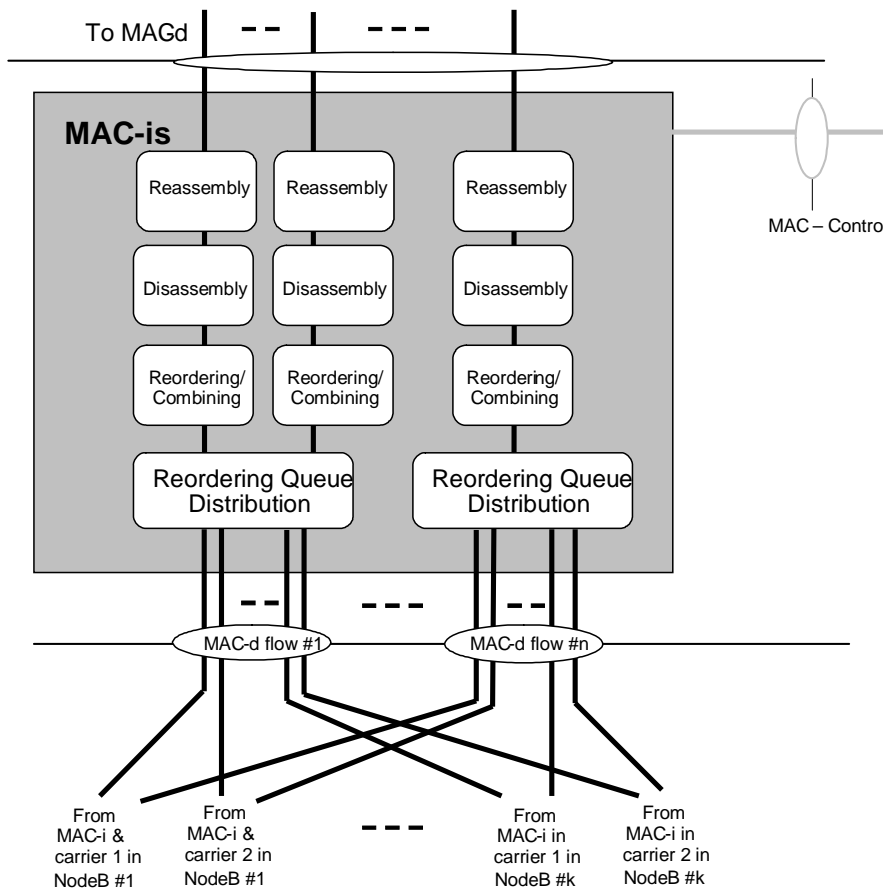 To MAGd
MAC-is
MAC – Contro
Reassembly
Reassembly
Reassembly
Disassembly
Disassembly
Disassembly
Reordering/
Combining
Reordering/
Combining
Reordering/
Combining
Reordering Queue
Distribution
Reordering Queue
Distribution
MAC-d flow #1
MAC-d flow #n
From
MAC-i &
carrier 1 in
NodeB #1
From
MAC-i &
carrier 2 in
NodeB #1
From
MAC-i in
carrier 1 in
NodeB #k
From
MAC-i in
carrier 2 in
NodeB #k